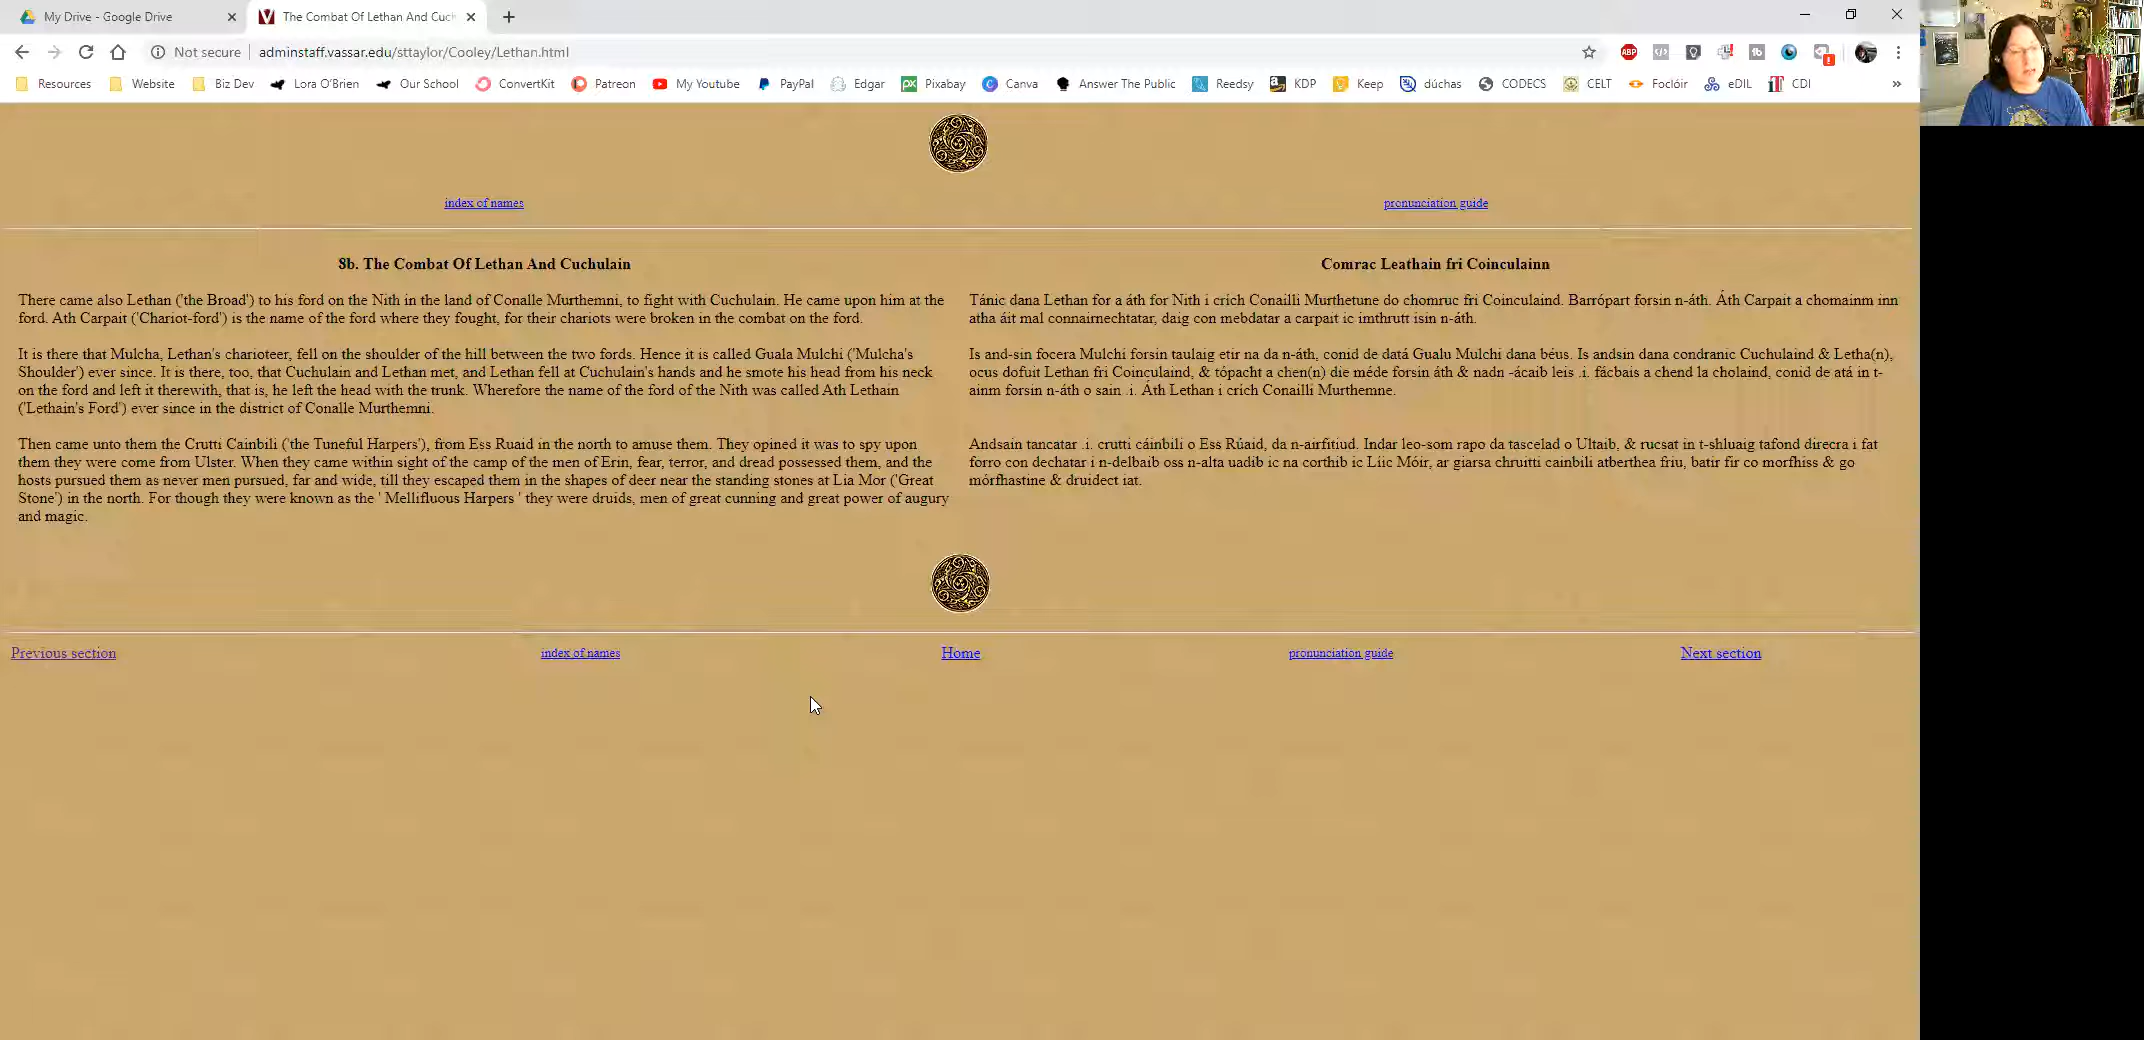 My Drive - Google Drive
The Combat Of Lethan And Cuch
Not secure
adminstaff.vassar.edu/sttaylor/Cooley/Lethan.html
Resources
Website
Biz Dev
Lora O'Brien
Our School
ConvertKit
Patreon
My Youtube
PayPal
Edgar
Pixabay
Canva
Answer The Public
Reedsy
KDP
Keep
dúchas
CODECS
CELT
Foclóir
eDIL
CDI
index of names
pronunciation guide
8b. The Combat Of Lethan And Cuchulain
There came also Lethan ('the Broad') to his ford on the Nith in the land of Conalle Murthemni, to fight with Cuchulain. He came upon him at the
ford. Ath Carpait ('Chariot-ford') is the name of the ford where they fought, for their chariots were broken in the combat on the ford.
It is there that Mulcha, Lethan's charioteer, fell on the shoulder of the hill between the two fords. Hence it is called Guala Mulchi ('Mulcha's
Shoulder') ever since. It is there, too, that Cuchulain and Lethan met, and Lethan fell at Cuchulain's hands and he smote his head from his neck
on the ford and left it therewith, that is, he left the head with the trunk. Wherefore the name of the ford of the Nith was called Ath Lethain
('Lethain's Ford') ever since in the district of Conalle Murthemni.
Then came unto them the Crutti Cainbili ('the Tuneful Harpers'), from Ess Ruaid in the north to amuse them. They opined it was to spy upon
them they were come from Ulster. When they came within sight of the camp of the men of Erin, fear, terror, and dread possessed them, and the
hosts pursued them as never men pursued, far and wide, till they escaped them in the shapes of deer near the standing stones at Lia Mor ('Great
Stone') in the north. For though they were known as the ' Mellifluous Harpers ' they were druids, men of great cunning and great power of augury
and magic.
Comrac Leathain fri Coinculainn
Tánic dana Lethan for a áth for Nith i crích Conailli Murthetune do chomruc fri Coinculaind. Barrópart forsin n-áth. Áth Carpait a chomainm inn
atha áit mal connairnechtatar, daig con mebdatar a carpait ic imthrutt isin n-áth.
Is and-sin focera Mulchi forsin taulaig etir na da n-áth, conid de datá Gualu Mulchi dana béus. Is andsin dana condranic Cuchulaind & Letha(n),
ocus dofuit Lethan fri Coinculaind, & tópacht a chen(n) die méde forsin áth & nadn -ácaib leis .i. fácbais a chend la cholaind, conid de atá in t-
ainm forsin n-áth o sain .i. Áth Lethan i crích Conailli Murthemne.
Andsain tancatar .i. crutti cáinbili o Ess Rúaid, da n-airfitiud. Indar leo-som rapo da tascelad o Ultaib, & rucsat in t-shluaig tafond direcra i fat
forro con dechatar i n-delbaib oss n-alta uadib ic na corthib ic Líic Móir, ar giarsa chruitti cainbili atberthea friu, batir fir co morfhiss & go
mórfhastine & druidect iat.
Previous section
index of names
Home
pronunciation guide
Next section